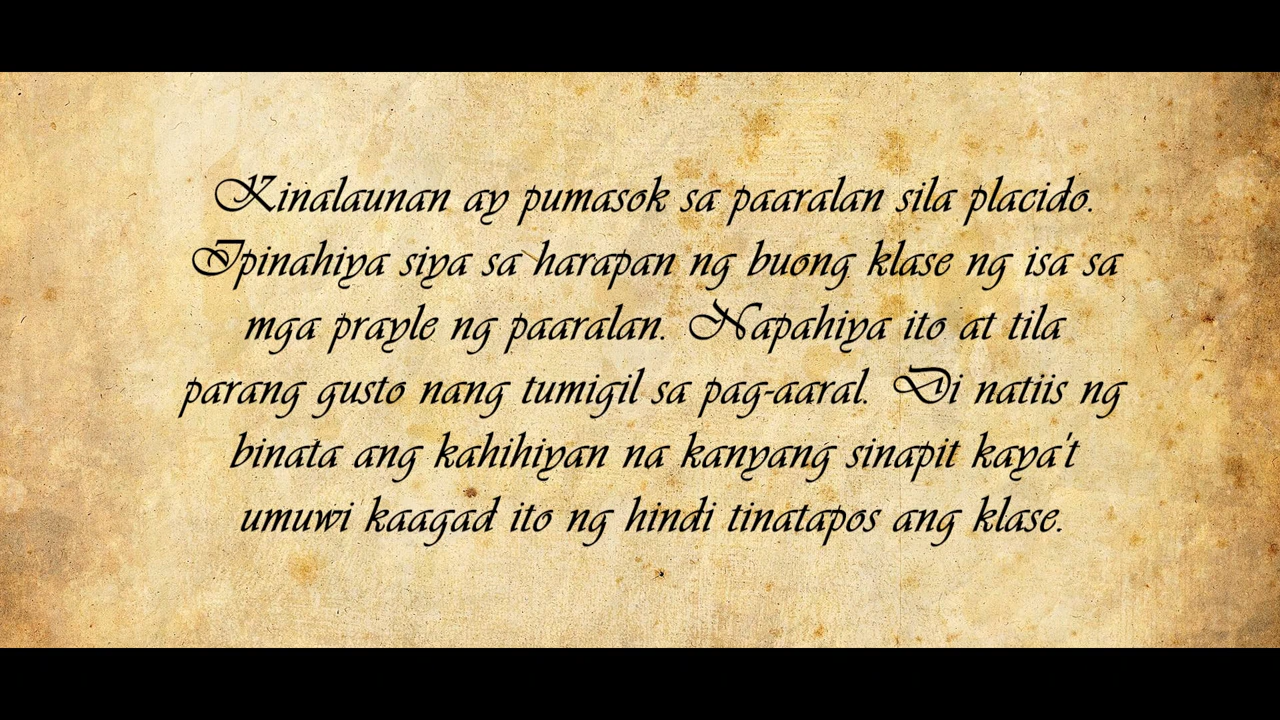 Kinalaunan ay pumasok sa paaralan sila placido.
Ipinahiya siya sa harapan ng buong klase ng isa sa
mga prayle ng paaralan. Napahiya ito at tila
parang gusto nang tumigil sa pag-aaral. Di natiis ng
binata ang kahihiyan na kanyang sinapit kaya't
umuwi kaagad ito ng hindi tinatapos ang klase.